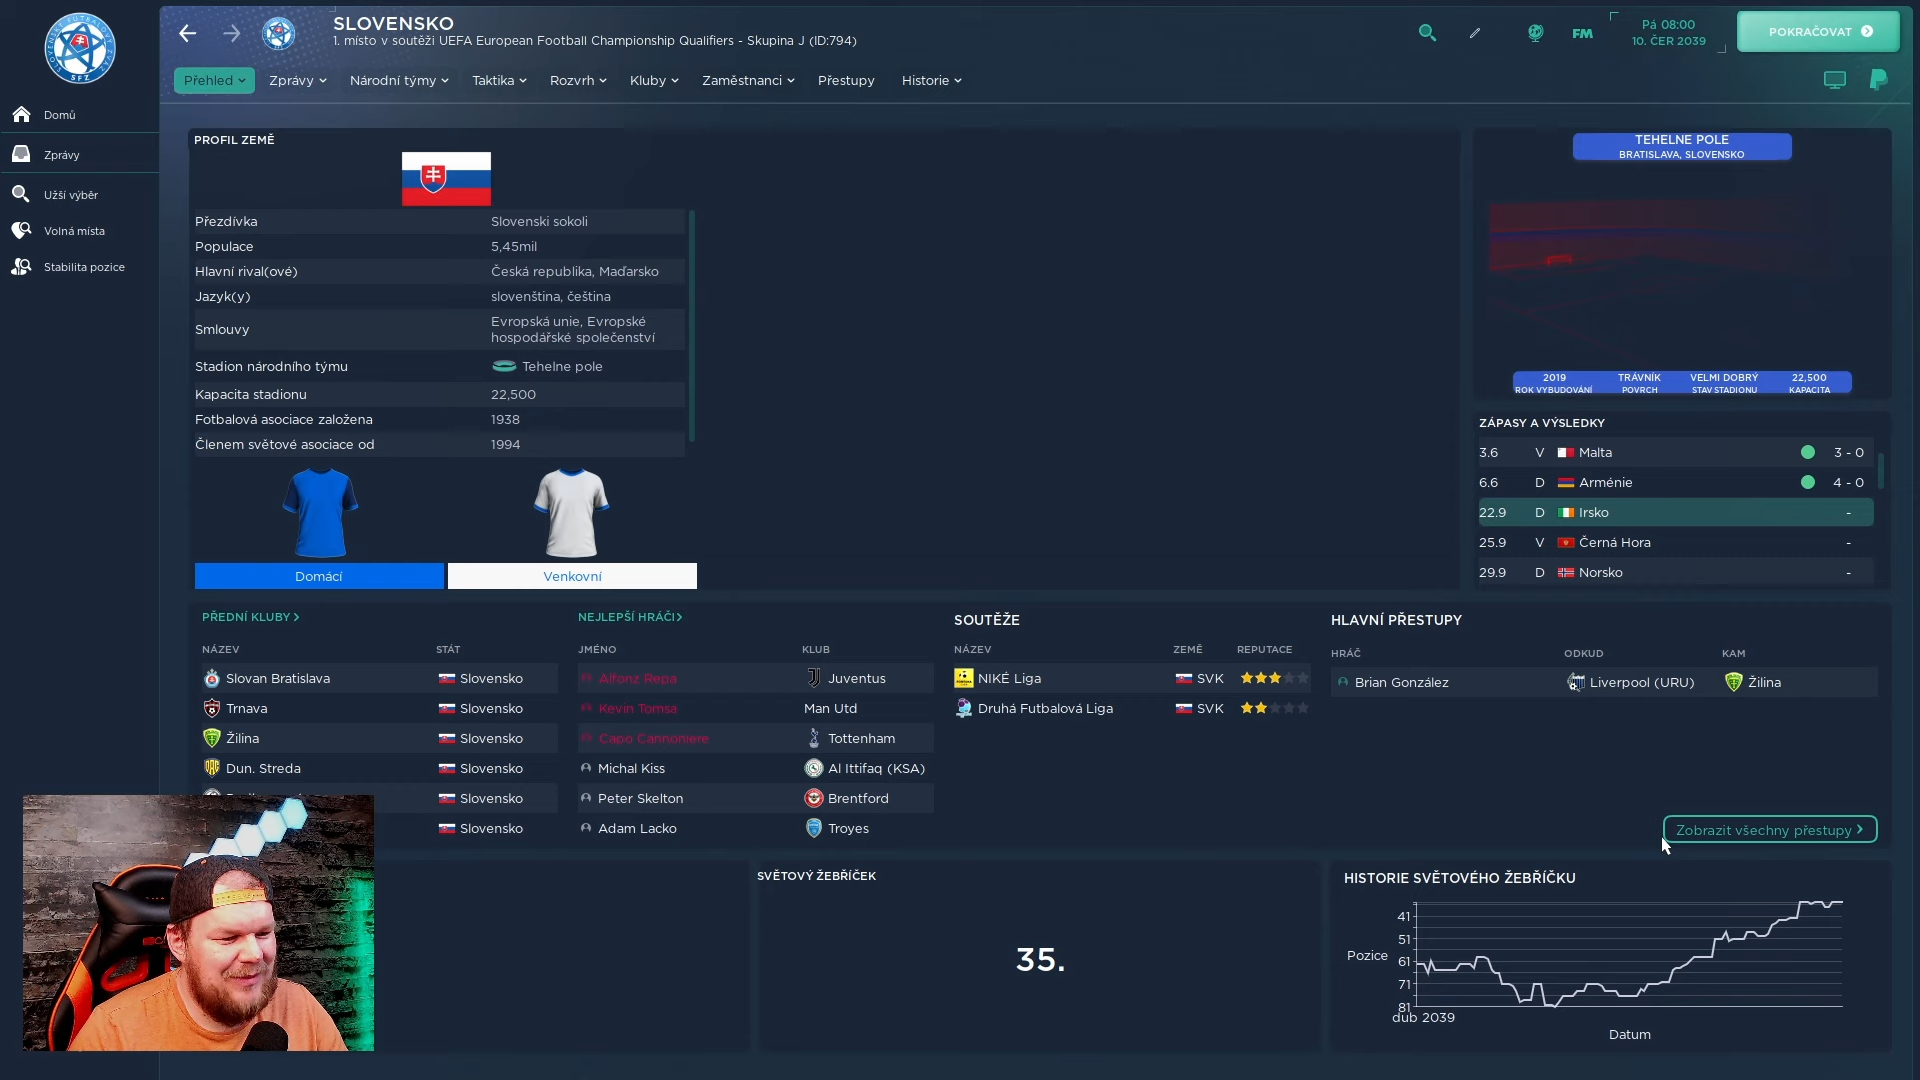 SLOVENSKO
1. místo v soutěži UEFA European Football Championship Qualifiers - Skupina J (ID:794)
FM
Pá 08:00
10. ČER 2039
POKRAČOVAT
Přehled
Zprávy
Národní týmy
Taktika
Rozvrh
Kluby
Zaměstnanci
Přestupy
Historie
SFZ
Domů
Zprávy
Užší výběr
Volná místa
Stabilita pozice
PROFIL ZEMĚ
Přezdívka Slovenski sokoli
Populace 5,45mil
Hlavní rival(ové) Česká republika, Maďarsko
Jazyk(y) slovenština, čeština
Smlouvy Evropská unie, Evropské
hospodářské společenství
Stadion národního týmu Tehelne pole
Kapacita stadionu 22,500
Fotbalová asociace založena 1938
Členem světové asociace od 1994
Domácí
Venkovní
TEHELNE POLE
BRATISLAVA, SLOVENSKO
2019 TRÁVNÍK VELMI DOBRÝ 22,500
ROK VYBUDOVÁNÍ POVRCH STAV STADIONU KAPACITA
ZÁPASY A VÝSLEDKY
3.6 V Malta 3 - 0
6.6 D Arménie 4 - 0
22.9 D Irsko -
25.9 V Černá Hora -
29.9 D Norsko -
PŘEDNÍ KLUBY
NÁZEV STÁT
Slovan Bratislava Slovensko
Trnava Slovensko
Žilina Slovensko
Dun. Streda Slovensko
Slovensko
Slovensko
NEJLEPŠÍ HRÁČI
JMÉNO KLUB
Alfonz Repa Juventus
Kevin Tomsa Man Utd
Capo Cannoniere Tottenham
Michal Kiss Al Ittifaq (KSA)
Peter Skelton Brentford
Adam Lacko Troyes
SOUTĚŽE
NÁZEV ZEMĚ REPUTACE
NIKÉ Liga SVK
Druhá Futbalová Liga SVK
HLAVNÍ PŘESTUPY
HRÁČ ODKUD KAM
Brian González Liverpool (URU) Žilina
Zobrazit všechny přestupy
SVĚTOVÝ ŽEBŘÍČEK
35.
HISTORIE SVĚTOVÉHO ŽEBŘÍČKU
41
51
Pozice
61
71
81
dub 2039
Datum